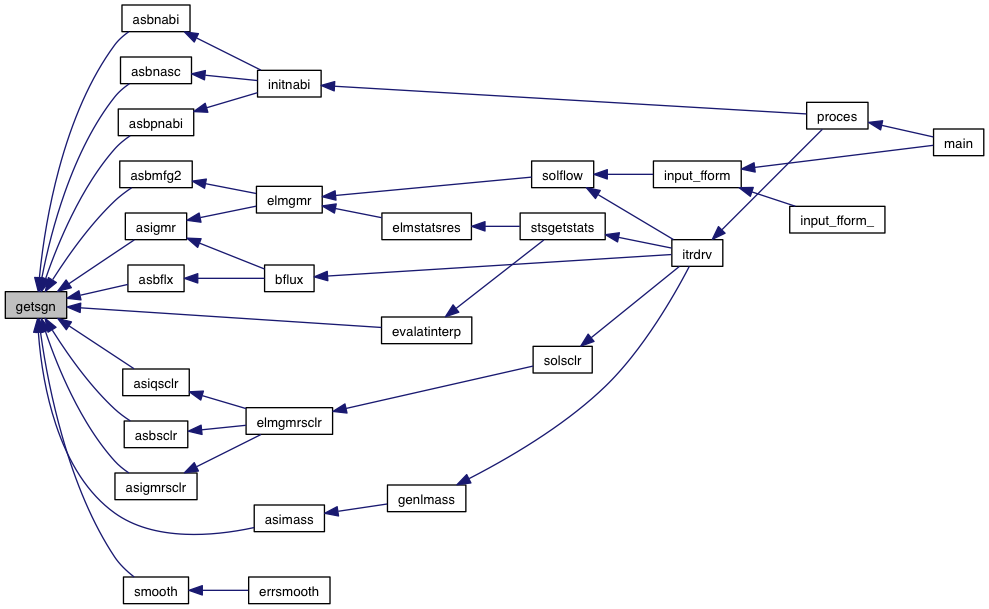 asbnabi
asbnasc
initnabi
proces
asbpnabi
main
asbmfg2
solflow
input_fform
elmgmr
input_fform_
asigmr
elmstatsres
stsgetstats
itrdrv
asbflx
bflux
getsgn
evalatinterp
solsclr
asiqsclr
elmgmrsclr
asbsclr
asigmrsclr
genlmass
asimass
smooth
errsmooth